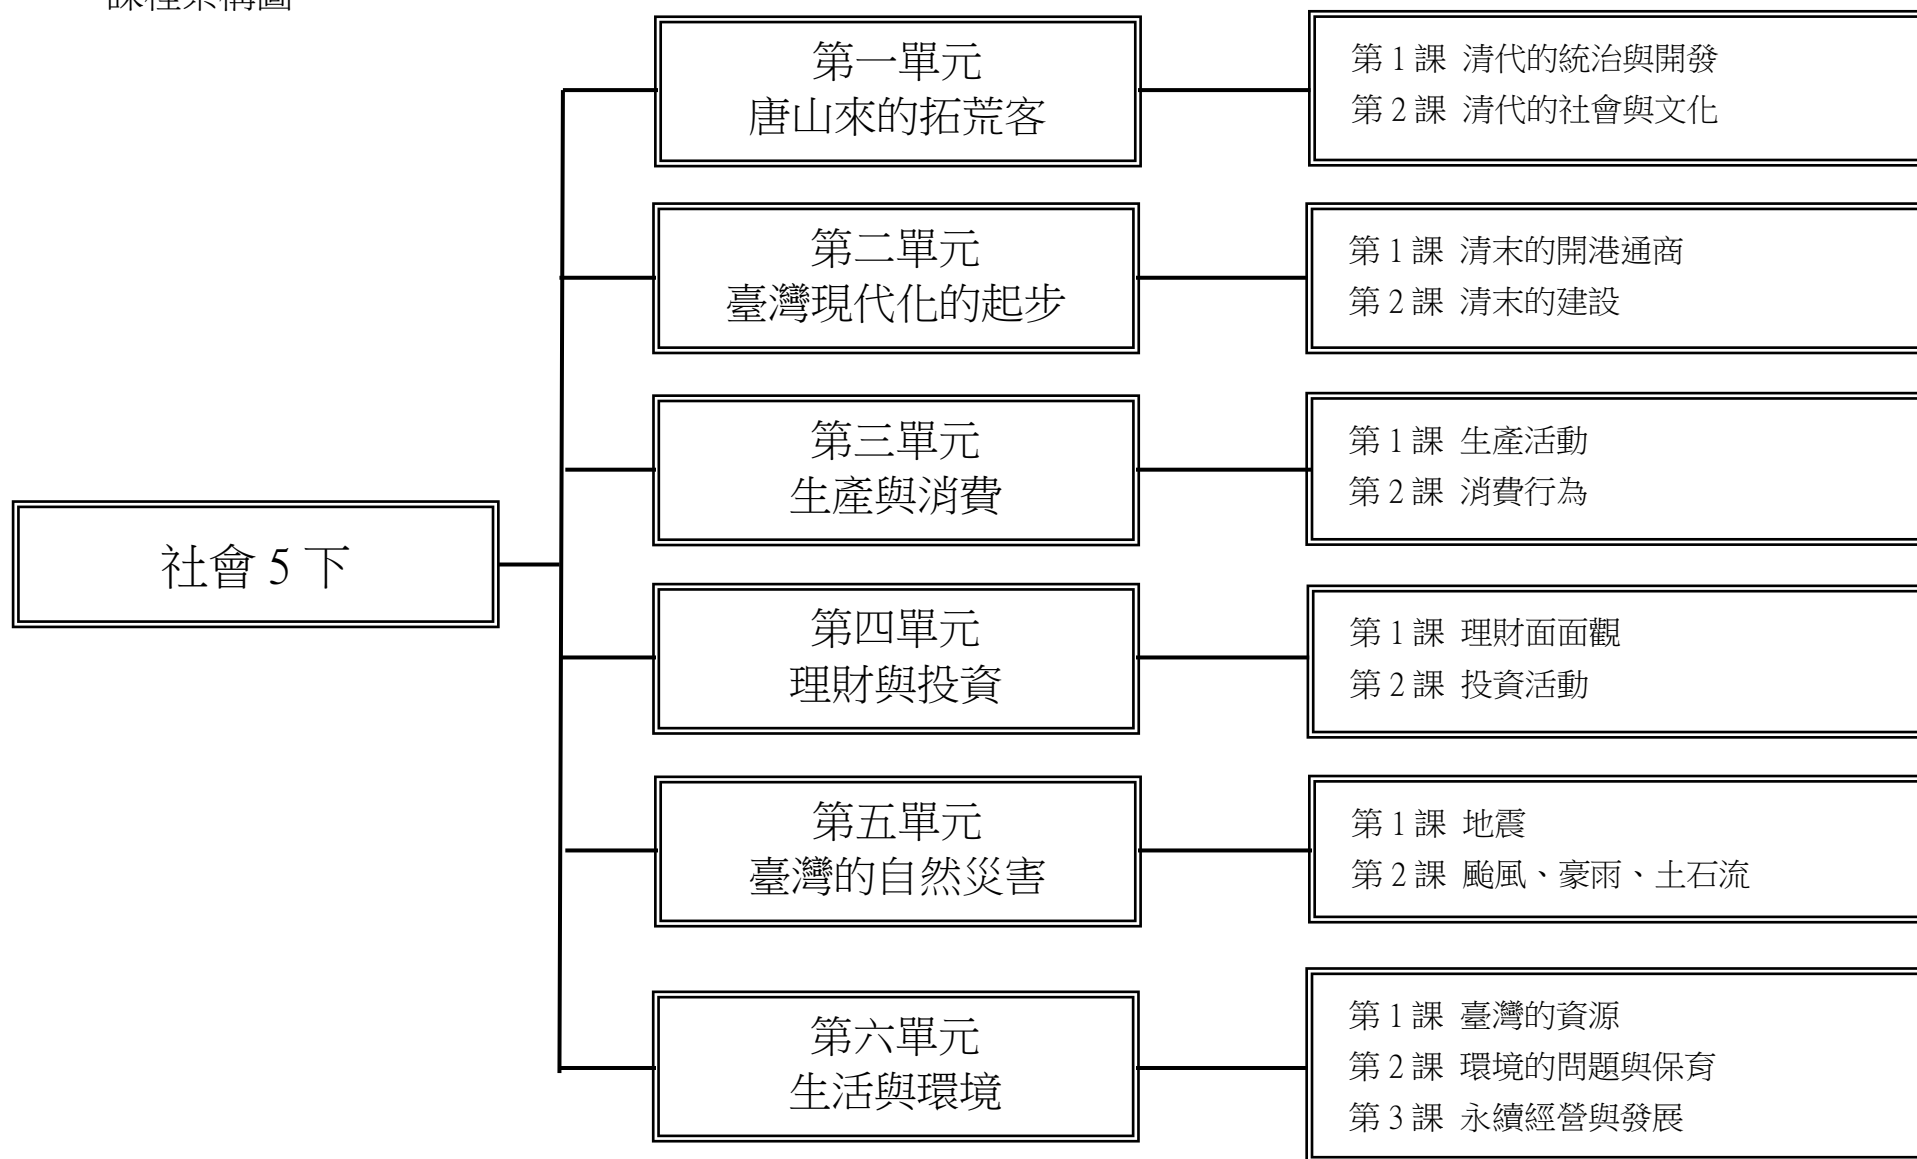 課程架構圖
社會 5 下
第一單元
唐山來的拓荒客
第 1 課 清代的統治與開發
第 2 課 清代的社會與文化
第二單元
臺灣現代化的起步
第 1 課 清末的開港通商
第 2 課 清末的建設
第三單元
生產與消費
第 1 課 生產活動
第 2 課 消費行為
第四單元
理財與投資
第 1 課 理財面面觀
第 2 課 投資活動
第五單元
臺灣的自然災害
第 1 課 地震
第 2 課 颱風、豪雨、土石流
第六單元
生活與環境
第 1 課 臺灣的資源
第 2 課 環境的問題與保育
第 3 課 永續經營與發展